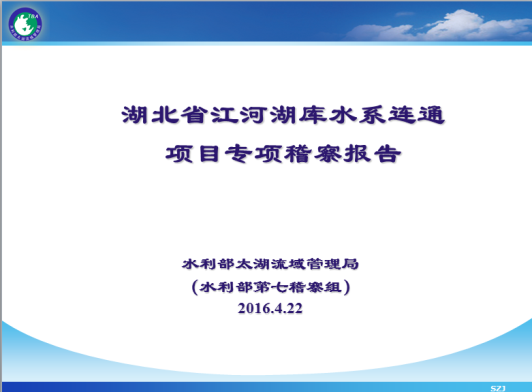 湖北省江河湖库水系连通
项目专项稽察报告
水利部太湖流域管理局
（水利部第七稽察组）
2016.4.22
SZJ